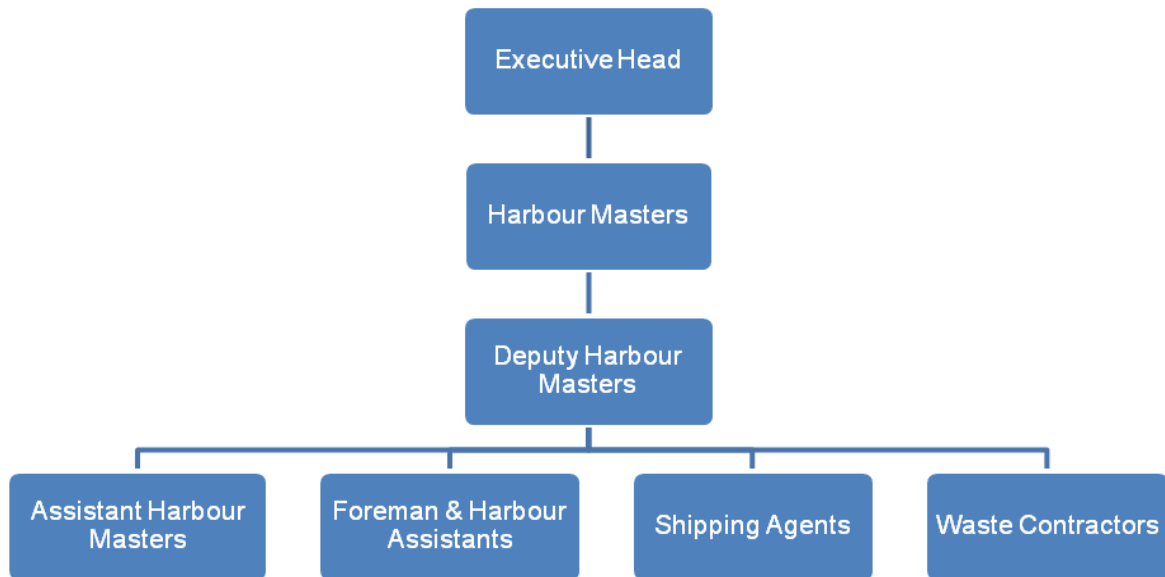 Executive Head
Harbour Masters
Deputy Harbour
Masters
Assistant Harbour
Masters
Foreman & Harbour
Assistants
Shipping Agents
Waste Contractors